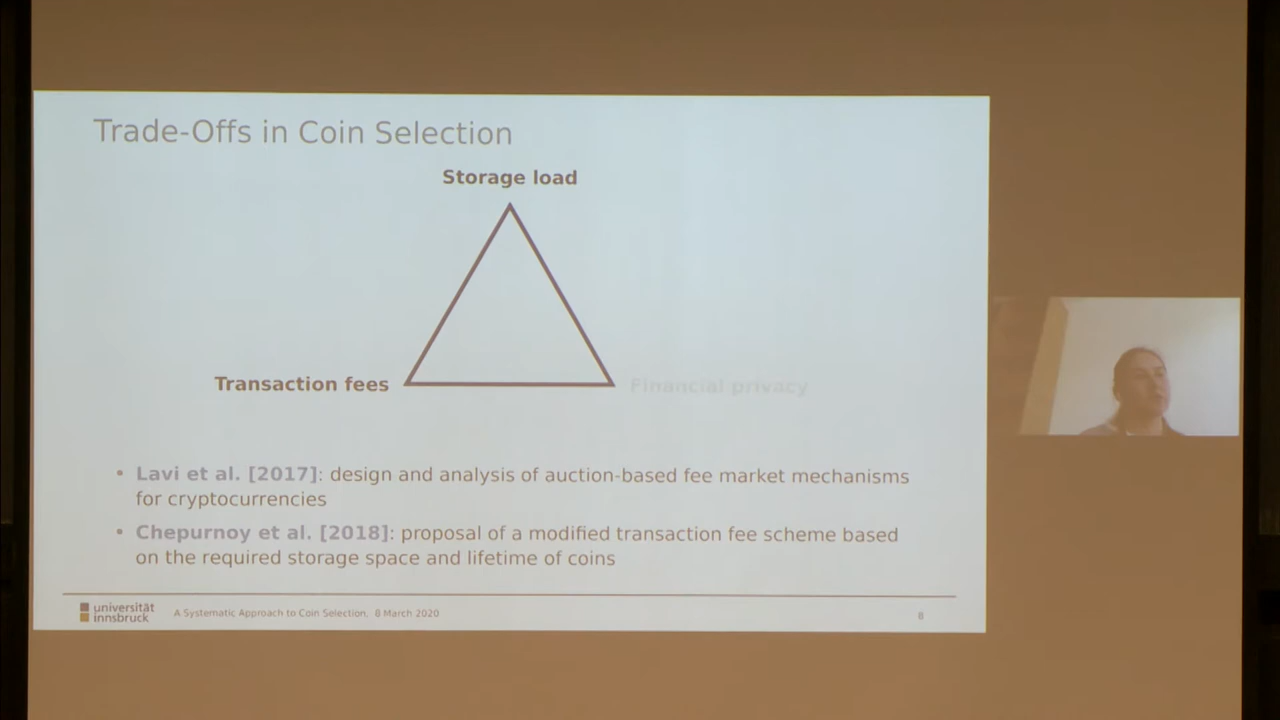 Trade-Offs in Coin Selection
Storage load
Transaction fees
Financial privacy
• Lavi et al. [2017]: design and analysis of auction-based fee market mechanisms
for cryptocurrencies
• Chepurnoy et al. [2018]: proposal of a modified transaction fee scheme based
on the required storage space and lifetime of coins
universität
innsbruck
A Systematic Approach to Coin Selection, 8 March 2020
8